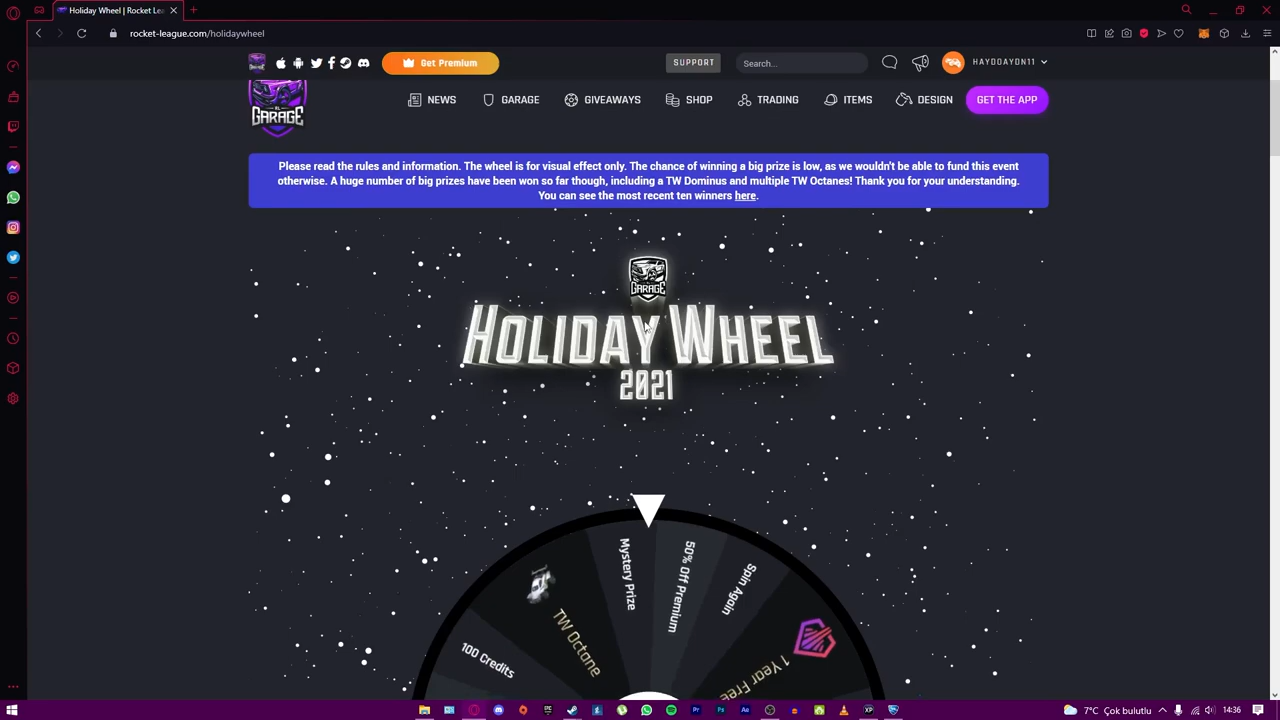 Holiday Wheel | Rocket Lea
rocket-league.com/holidaywheel
Get Premium
SUPPORT
Search...
HAYDOAYDN11
GARAGE
NEWS
GARAGE
GIVEAWAYS
SHOP
TRADING
ITEMS
DESIGN
GET THE APP
Please read the rules and information. The wheel is for visual effect only. The chance of winning a big prize is low, as we wouldn't be able to fund this event
otherwise. A huge number of big prizes have been won so far though, including a TW Dominus and multiple TW Octanes! Thank you for your understanding.
You can see the most recent ten winners here.
GARAGE
HOLIDAY WHEEL
2021
100 Credits
TW Octane
Mystery Prize
50% Off Premium
Spin Again
1 Year Free
7°C Çok bulutlu
14:36